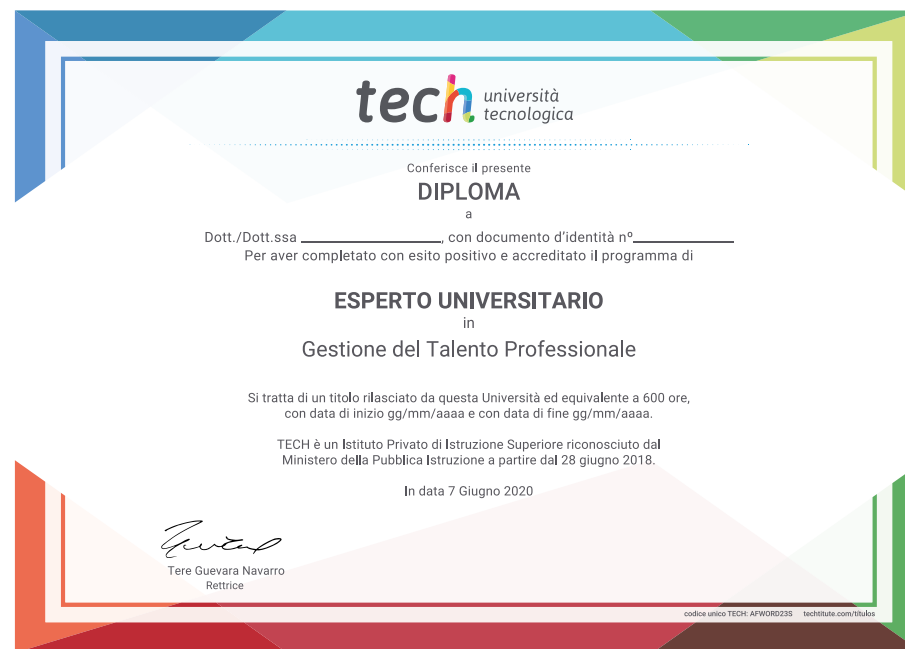 tech università
tecnologica
Conferisce il presente
DIPLOMA
a
Dott./Dott.ssa ____________________, con documento d'identità nº______________
Per aver completato con esito positivo e accreditato il programma di
ESPERTO UNIVERSITARIO
in
Gestione del Talento Professionale
Si tratta di un titolo rilasciato da questa Università ed equivalente a 600 ore,
con data di inizio gg/mm/aaaa e con data di fine gg/mm/aaaa.
TECH è un Istituto Privato di Istruzione Superiore riconosciuto dal
Ministero della Pubblica Istruzione a partire dal 28 giugno 2018.
In data 7 Giugno 2020
Tere Guevara Navarro
Rettrice
codice unico TECH: AFWORD23S techtitute.com/títulos